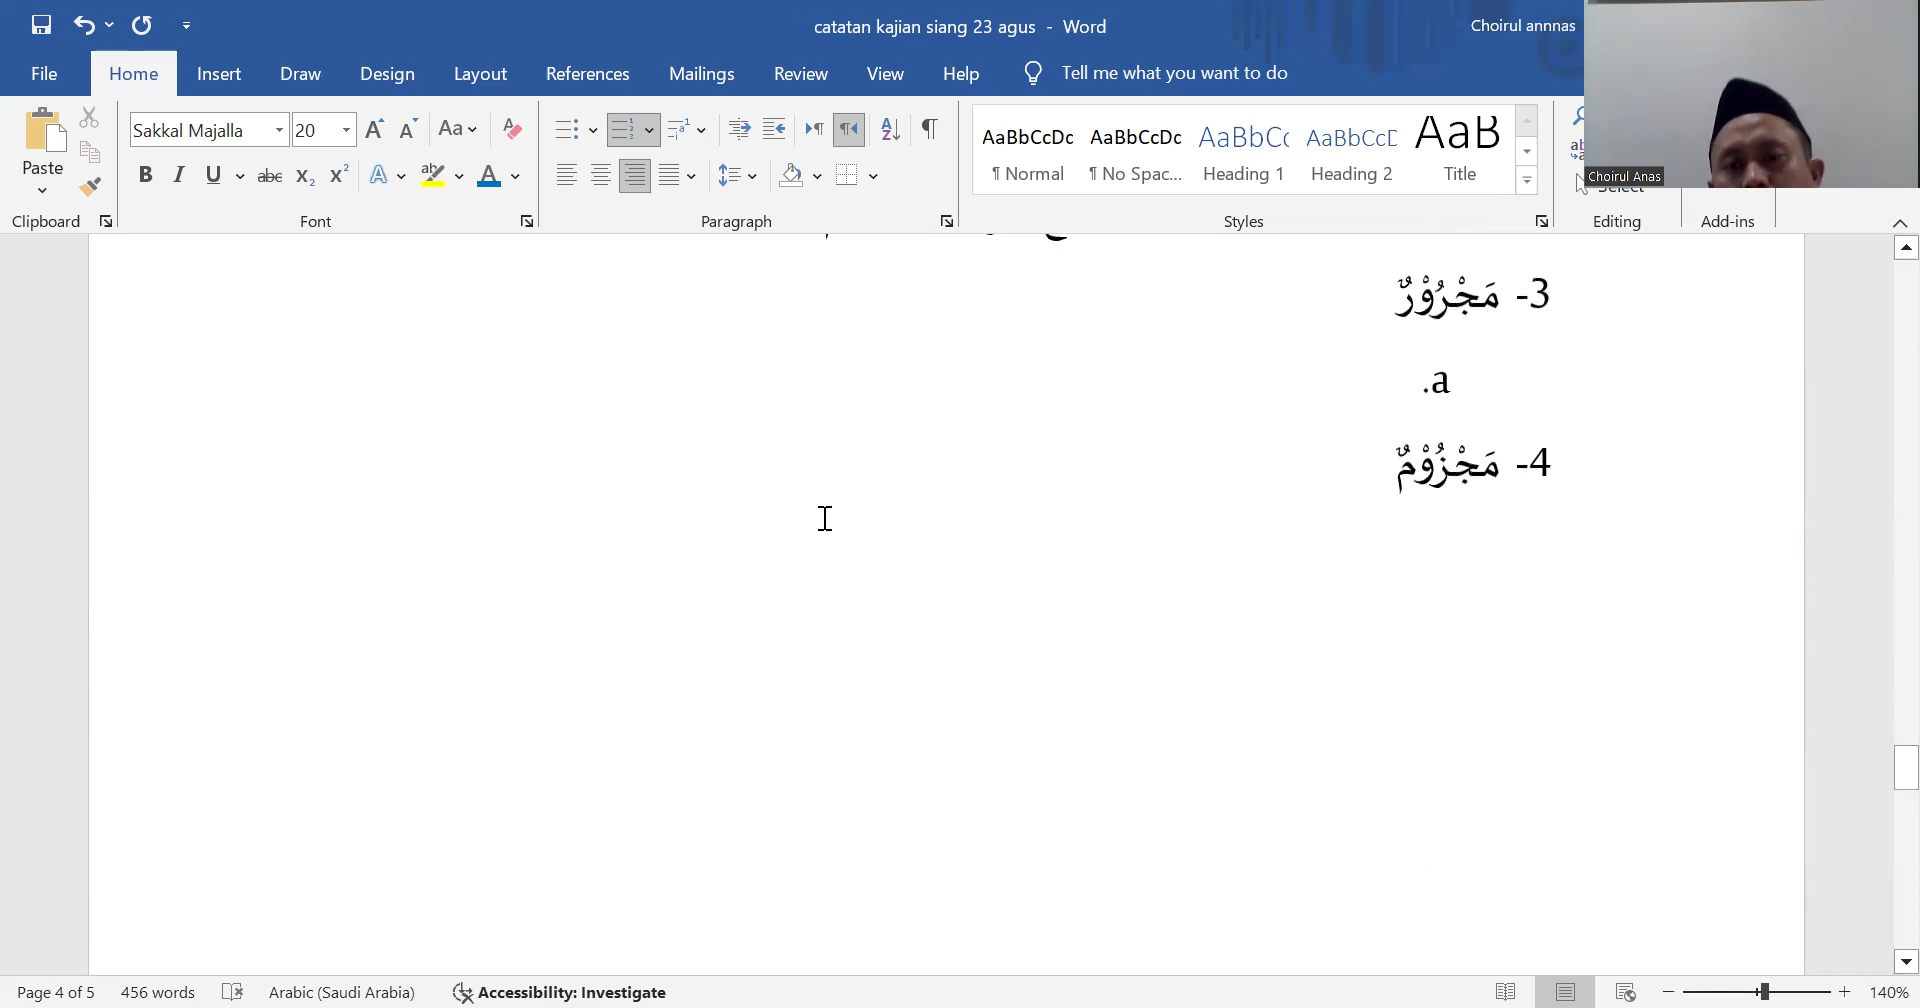 catatan kajian siang 23 agus - Word
Choirul annnas
File Home Insert Draw Design Layout References Mailings Review View Help Tell me what you want to do
Sakkal Majalla 20 Aa
AaBbCcDc AaBbCcDc AaBbCc AaBbCcD AaB
Paste
¶ Normal ¶ No Spac... Heading 1 Heading 2 Title
Choirul Anas
Select
Clipboard Font Paragraph Styles Editing Add-ins
3- مَجْرُوْرٌ
a.
4- مَجْزُوْمٌ
Page 4 of 5 456 words Arabic (Saudi Arabia) Accessibility: Investigate 140%